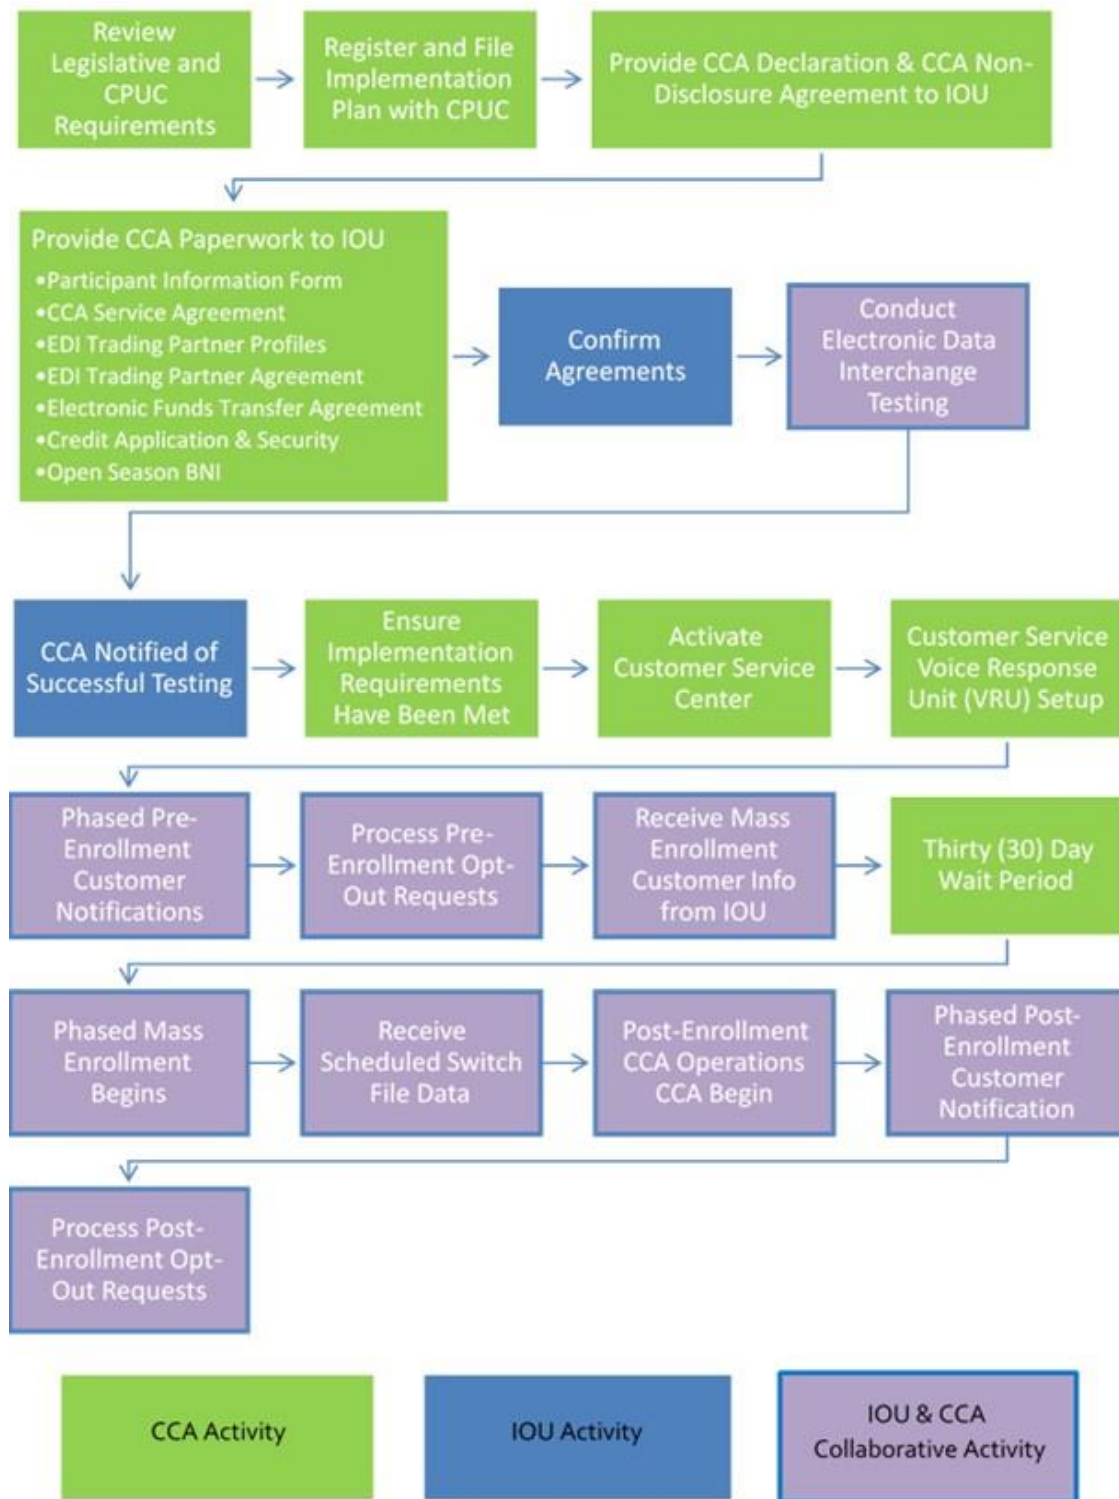 Review
Legislative and
CPUC
Requirements
Register and File
Implementation
Plan with CPUC
Provide CCA Declaration & CCA Non-
Disclosure Agreement to IOU
Provide CCA Paperwork to IOU
•Participant Information Form
•CCA Service Agreement
•EDI Trading Partner Profiles
•EDI Trading Partner Agreement
•Electronic Funds Transfer Agreement
•Credit Application & Security
•Open Season BNI
Confirm
Agreements
Conduct
Electronic Data
Interchange
Testing
CCA Notified of
Successful Testing
Ensure
Implementation
Requirements
Have Been Met
Activate
Customer Service
Center
Customer Service
Voice Response
Unit (VRU) Setup
Phased Pre-
Enrollment
Customer
Notifications
Process Pre-
Enrollment Opt-
Out Requests
Receive Mass
Enrollment
Customer Info
from IOU
Thirty (30) Day
Wait Period
Phased Mass
Enrollment
Begins
Receive
Scheduled Switch
File Data
Post-Enrollment
CCA Operations
CCA Begin
Phased Post-
Enrollment
Customer
Notification
Process Post-
Enrollment Opt-
Out Requests
CCA Activity
IOU Activity
IOU & CCA
Collaborative Activity